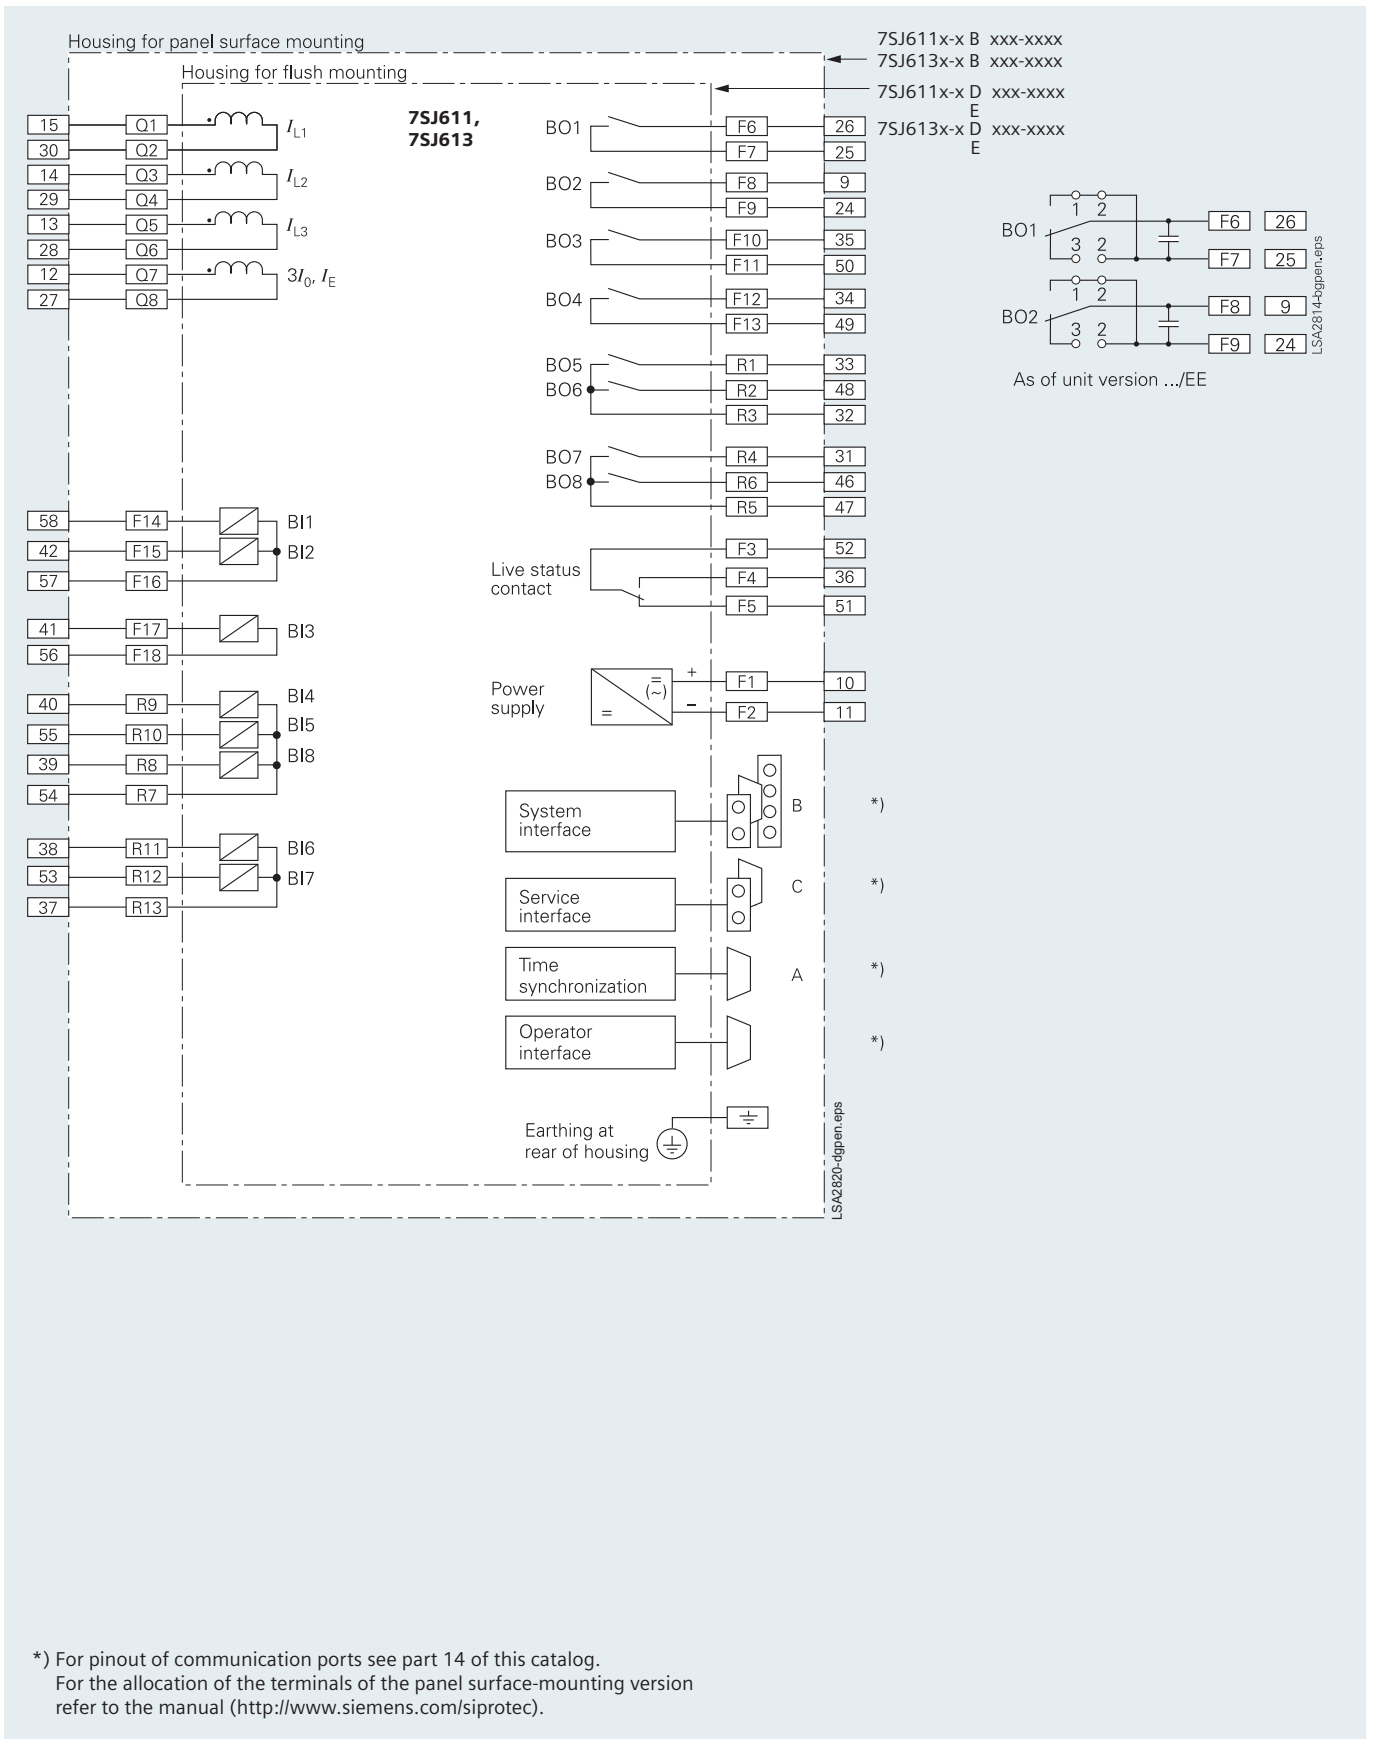 Housing for panel surface mounting
7SJ611x-x B xxx-xxxx
7SJ613x-x B xxx-xxxx
Housing for flush mounting
7SJ611x-x D xxx-xxxx
E
7SJ613x-x D xxx-xxxx
E
7SJ611,
7SJ613
15 Q1 IL1
30 Q2
14 Q3 IL2
29 Q4
13 Q5 IL3
28 Q6
12 Q7 3I0, IE
27 Q8
58 F14 BI1
42 F15 BI2
57 F16
41 F17 BI3
56 F18
40 R9 BI4
55 R10 BI5
39 R8 BI8
54 R7
38 R11 BI6
53 R12 BI7
37 R13
BO1 F6 26
F7 25
BO2 F8 9
F9 24
BO3 F10 35
F11 50
BO4 F12 34
F13 49
BO5 R1 33
BO6 R2 48
R3 32
BO7 R4 31
BO8 R6 46
R5 47
F3 52
Live status
contact
F4 36
F5 51
Power
supply
= (~) =
+ F1 10
– F2 11
System
interface
B *)
Service
interface
C *)
Time
synchronization
A *)
Operator
interface
*)
Earthing at
rear of housing
LSA2820-dgpen.eps
1 2
BO1 F6 26
3 2
F7 25
1 2
BO2 F8 9
3 2
F9 24
LSA2814-bgpen.eps
As of unit version .../EE
*) For pinout of communication ports see part 14 of this catalog.
For the allocation of the terminals of the panel surface-mounting version
refer to the manual (http://www.siemens.com/siprotec).